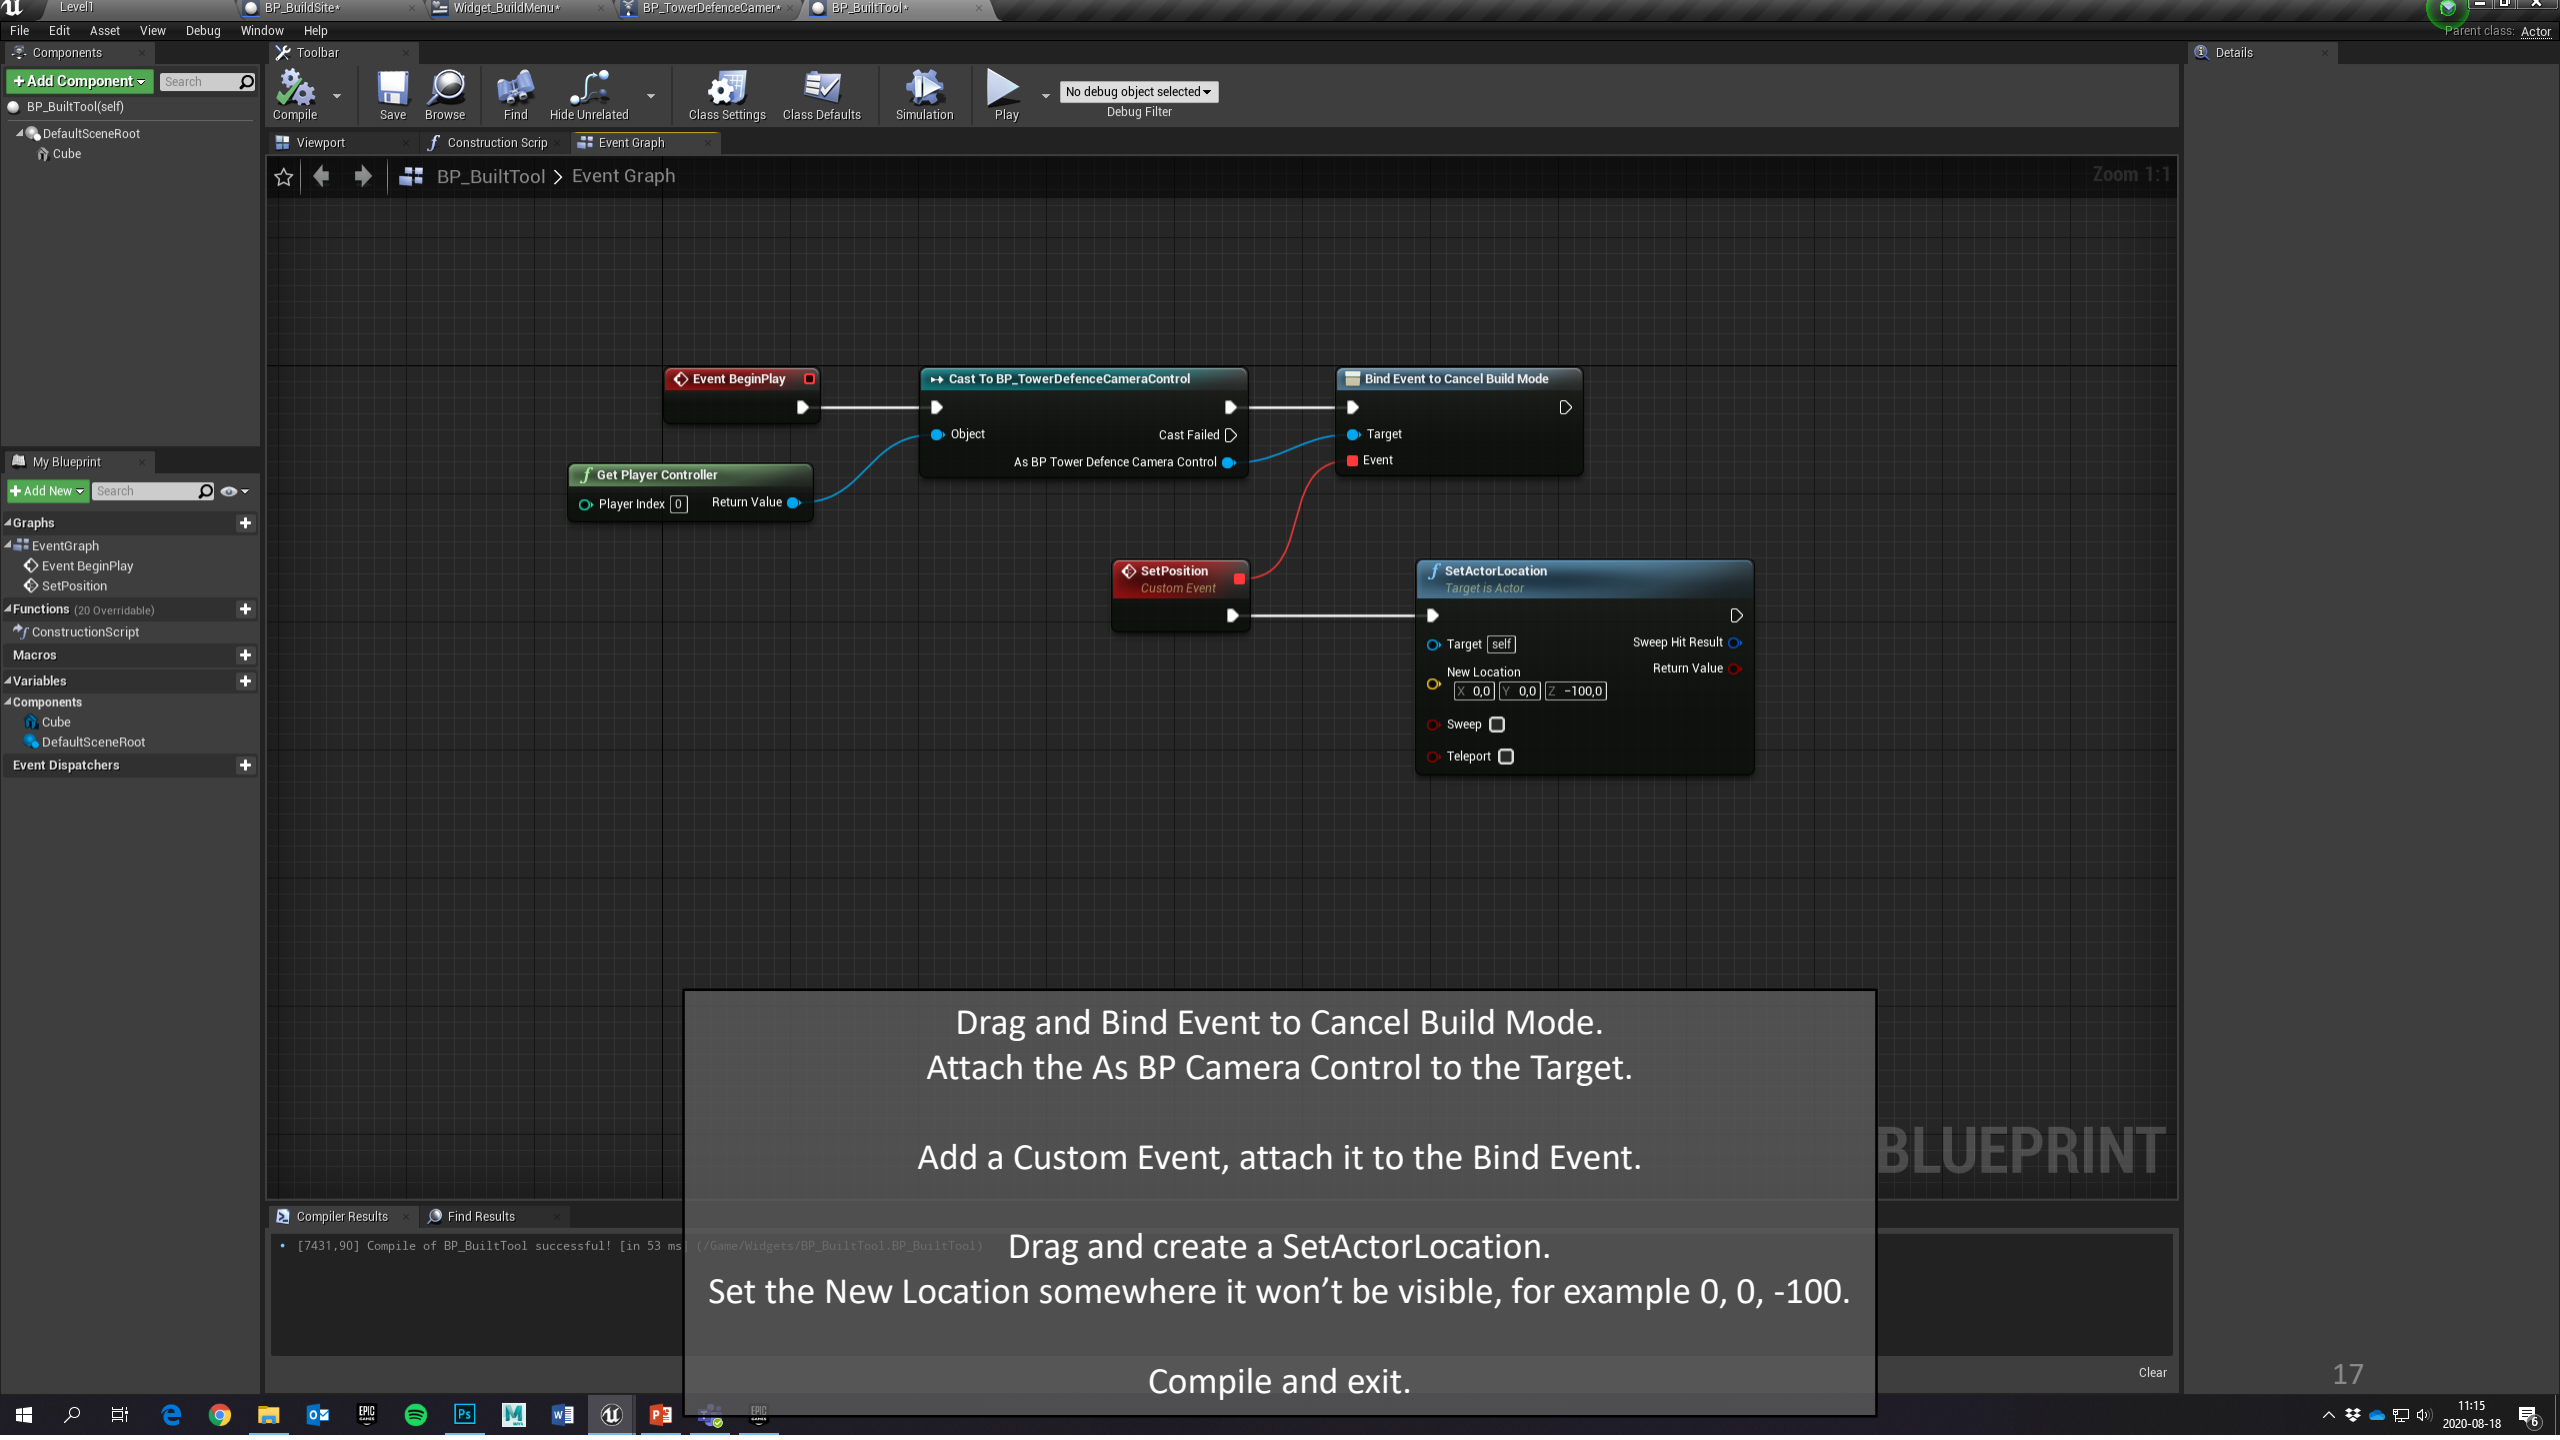 Level1
BP_BuildSite*
Widget_BuildMenu*
BP_TowerDefenceCamer*
BP_BuiltTool*
File Edit Asset View Debug Window Help
Parent class: Actor
Components
Toolbar
Details
+Add Component
Search
BP_BuiltTool(self)
DefaultSceneRoot
Cube
Compile
Save
Browse
Find
Hide Unrelated
Class Settings
Class Defaults
Simulation
Play
No debug object selected
Debug Filter
Viewport
Construction Scrip
Event Graph
BP_BuiltTool > Event Graph
Zoom 1:1
Event BeginPlay
Cast To BP_TowerDefenceCameraControl
Object
Cast Failed
As BP Tower Defence Camera Control
Bind Event to Cancel Build Mode
Target
Event
Get Player Controller
Player Index 0
Return Value
SetPosition
Custom Event
SetActorLocation
Target is Actor
Target self
Sweep Hit Result
New Location
Return Value
X 0,0 Y 0,0 Z -100,0
Sweep
Teleport
My Blueprint
+Add New
Search
Graphs
EventGraph
Event BeginPlay
SetPosition
Functions (20 Overridable)
ConstructionScript
Macros
Variables
Components
Cube
DefaultSceneRoot
Event Dispatchers
BLUEPRINT
Compiler Results
Find Results
[7431,90] Compile of BP_BuiltTool successful! [in 53 ms] (/Game/Widgets/BP_BuiltTool.BP_BuiltTool)
Clear
Drag and Bind Event to Cancel Build Mode.
Attach the As BP Camera Control to the Target.
Add a Custom Event, attach it to the Bind Event.
Drag and create a SetActorLocation.
Set the New Location somewhere it won’t be visible, for example 0, 0, -100.
Compile and exit.
17
11:15
2020-08-18
6